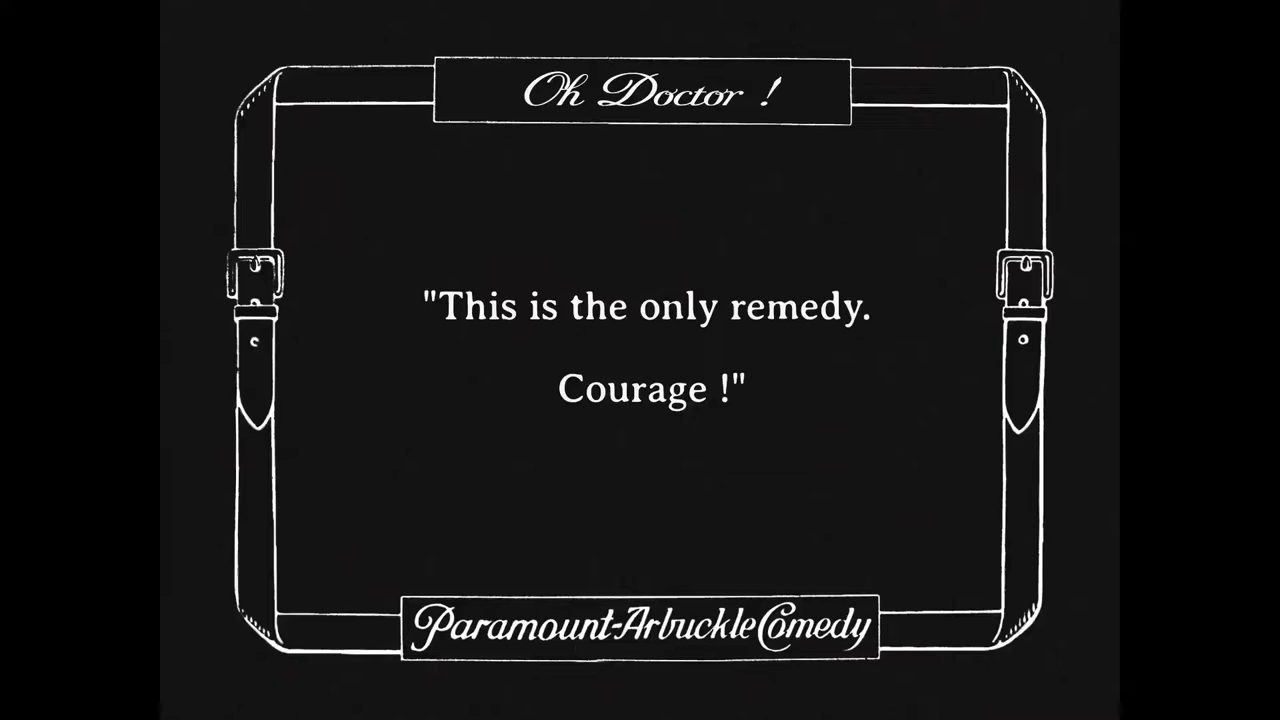 Oh Doctor !
"This is the only remedy.
Courage !"
Paramount-Arbuckle Comedy